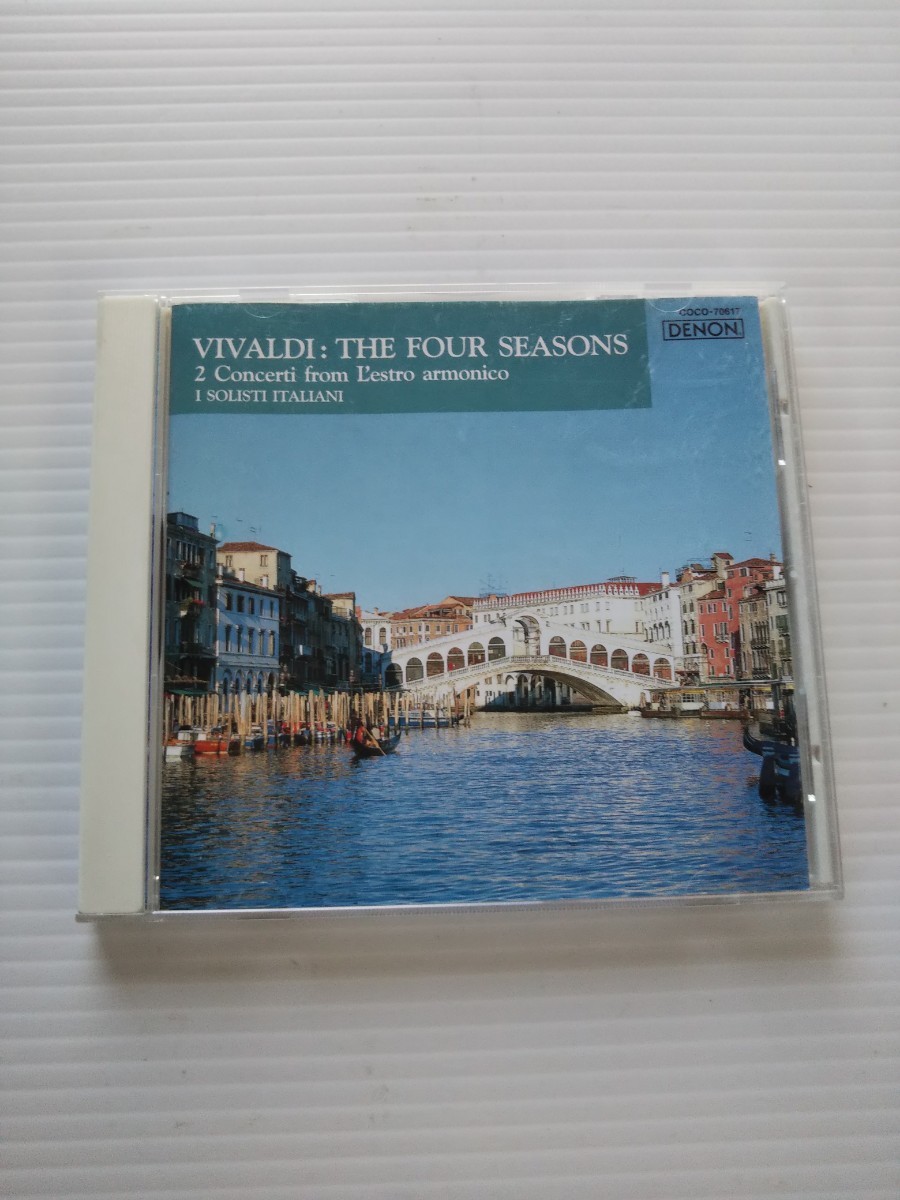 VIVALDI: THE FOUR SEASONS
2 Concerti from L'estro armonico
I SOLISTI ITALIANI
COCO-70617
DENON